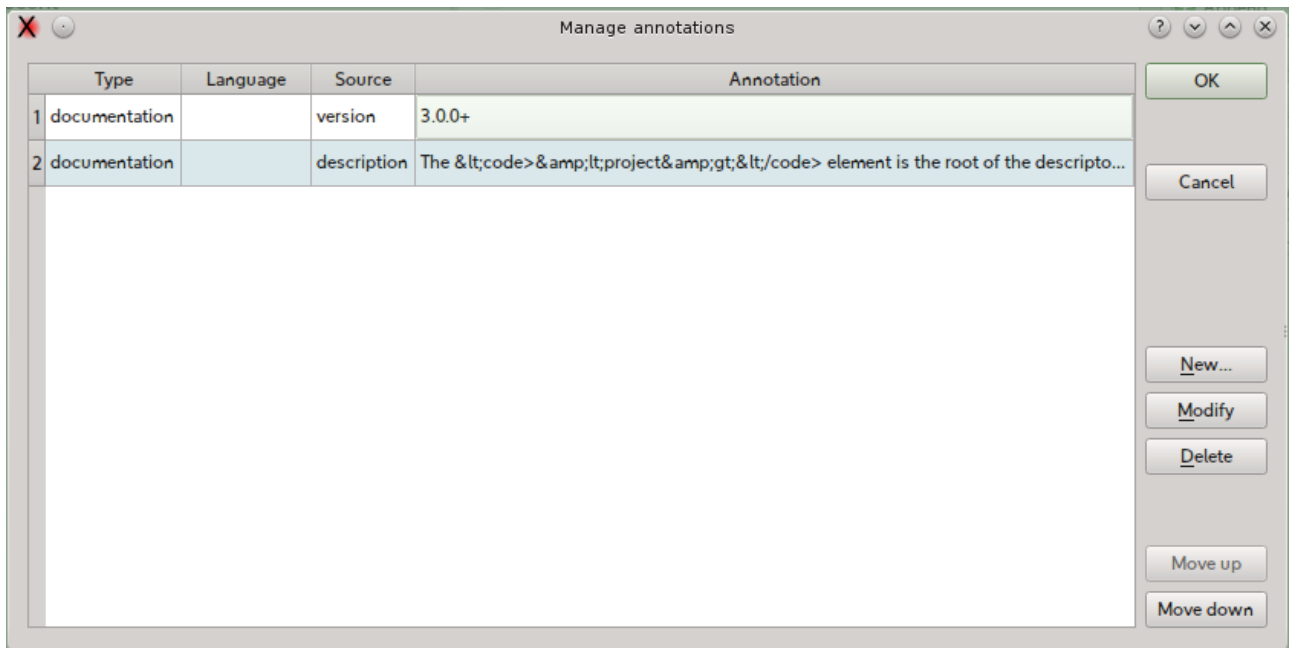 Manage annotations
Type Language Source Annotation
OK
1 documentation version 3.0.0+
2 documentation description The &lt;code>&amp;lt;project&amp;gt;&lt;/code> element is the root of the descripto...
Cancel
New...
Modify
Delete
Move up
Move down